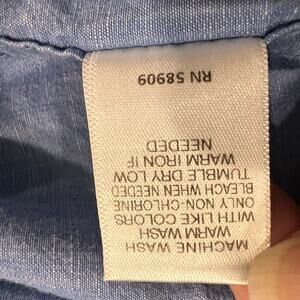 MACHINE WASH
WARM WASH
WITH LIKE COLORS
ONLY NON-CHLORINE
BLEACH WHEN NEEDED
TUMBLE DRY LOW
WARM IRON IF
NEEDED
RN 58909